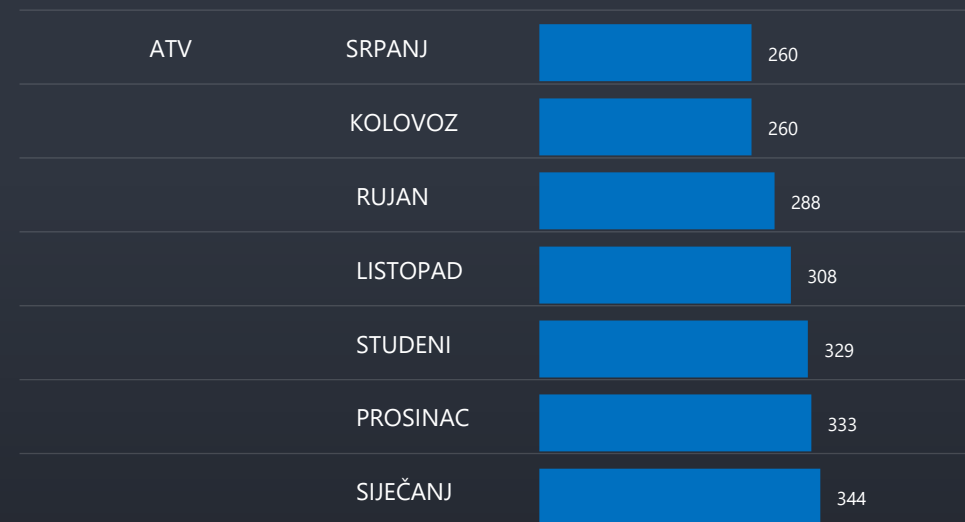 ATV SRPANJ 260
KOLOVOZ 260
RUJAN 288
LISTOPAD 308
STUDENI 329
PROSINAC 333
SIJEČANJ 344